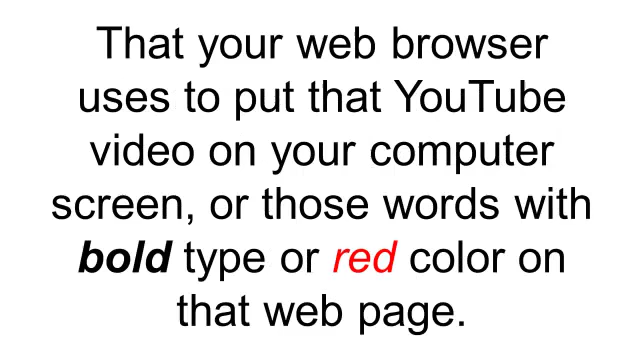 That your web browser
uses to put that YouTube
video on your computer
screen, or those words with
bold type or red color on
that web page.